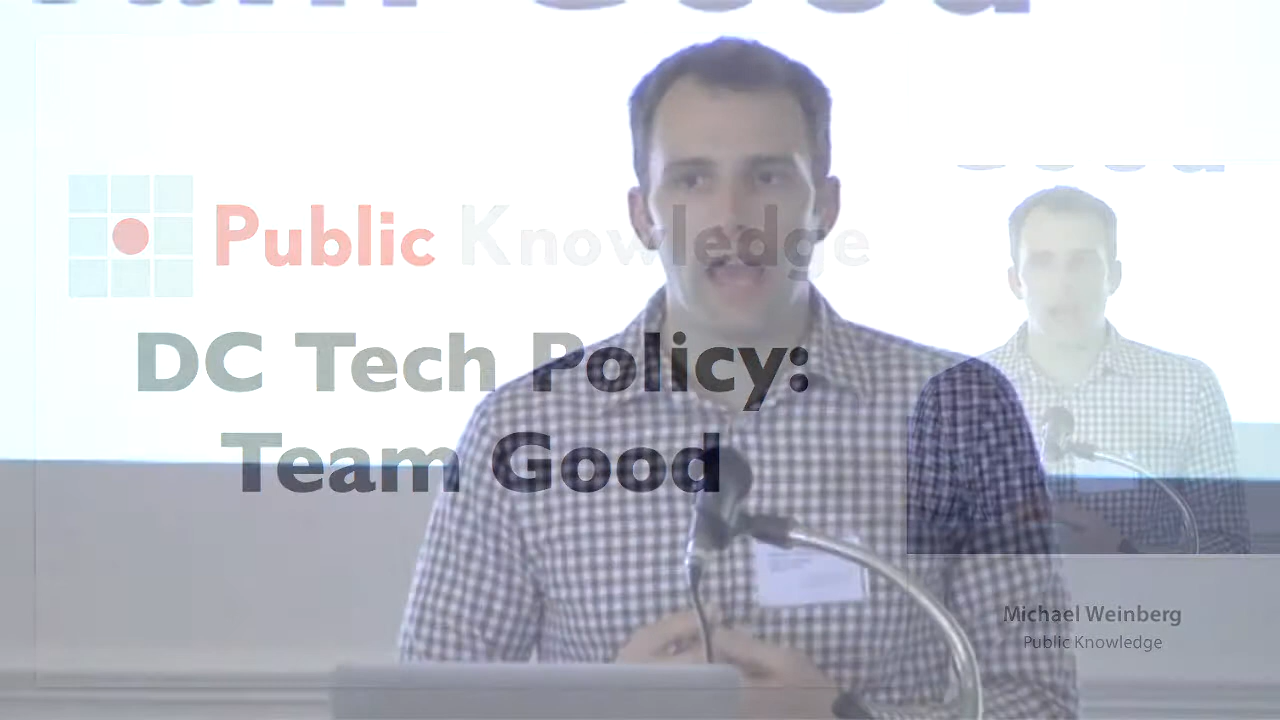 Public Knowledge
DC Tech Policy:
Team Good
Michael Weinberg
Public Knowledge